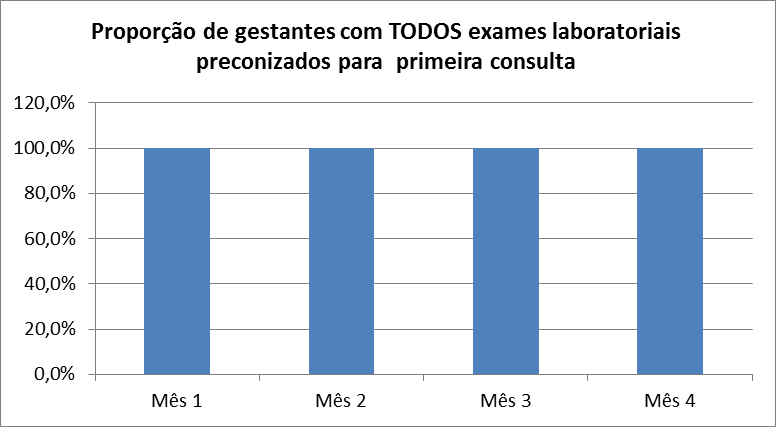 Proporção de gestantes com TODOS exames laboratoriais
preconizados para  primeira consulta
120,0%
100,0%
80,0%
60,0%
40,0%
20,0%
0,0%
Mês 1 Mês 2 Mês 3 Mês 4